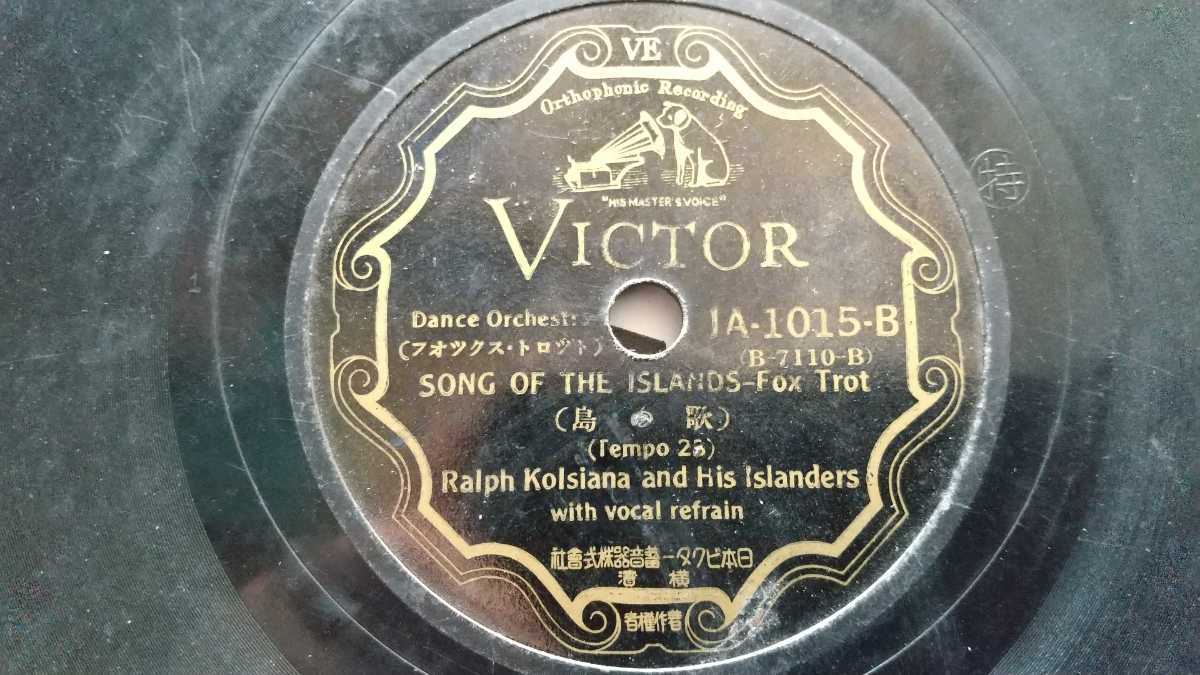 VE
Orthophonic Recording
"HIS MASTER'S VOICE"
VICTOR
特
Dance Orchestr
JA-1015-B
(フオツクス・トロツト)
(B-7110-B)
SONG OF THE ISLANDS-Fox Trot
(島の歌)
(Tempo 28)
Ralph Kolsiana and His Islanders
with vocal refrain
日本ビクター蓄音器株式會社
横濱
著作權者